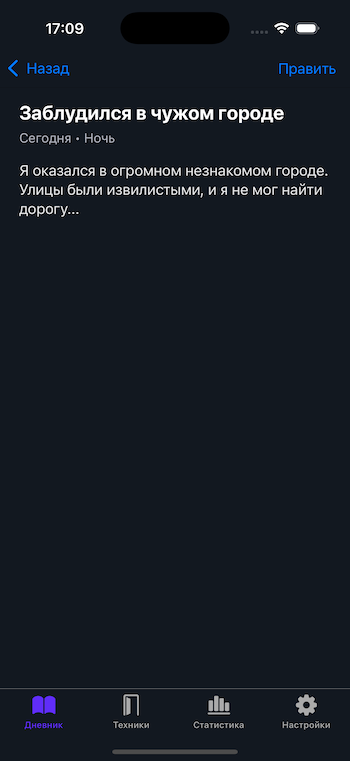 17:09
Назад
Править
Заблудился в чужом городе
Сегодня • Ночь
Я оказался в огромном незнакомом городе.
Улицы были извилистыми, и я не мог найти
дорогу...
Дневник
Техники
Статистика
Настройки